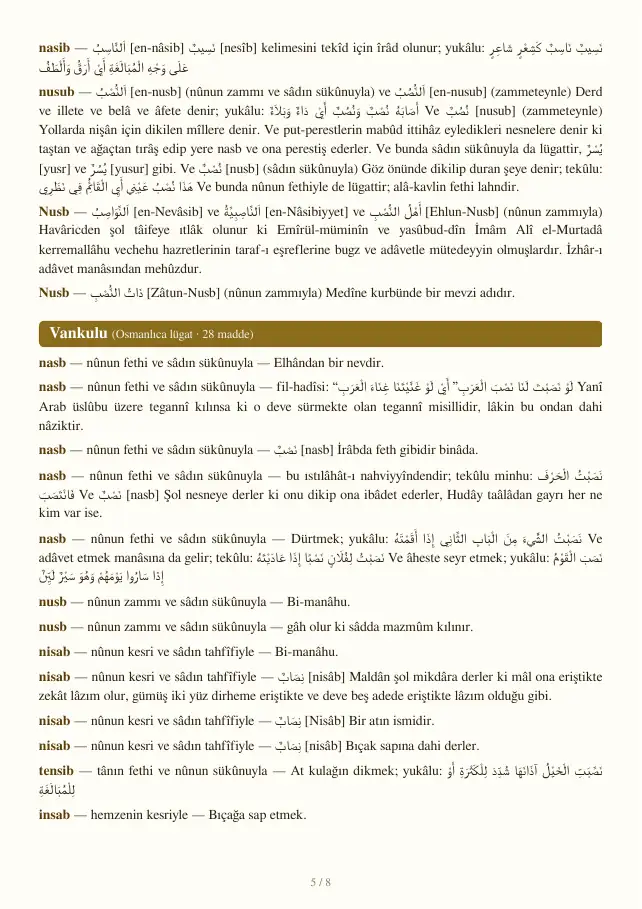 nasib — اَلنَّاسِبُ [en-nâsib] نَسِيبٌ [nesîb] kelimesini tekîd için îrâd olunur; yukâlu: نَسِيبٌ نَاسِبٌ كَشِعْرٍ شَاعِرٍ
عَلَى وَجْهِ الْمُبَالَغَةِ أَيْ أَرَقُّ وَأَلْطَفُ
nusub — اَلنُّصْبُ [en-nusb] (nûnun zammı ve sâdın sükûnuyla) ve اَلنُّصُبُ [en-nusub] (zammeteynle) Derd
ve illete ve belâ ve âfete denir; yukâlu: أَصَابَهُ نُصْبٌ وَنُصُبٌ أَيْ دَاءٌ وَبَلَاءٌ Ve نُصُبٌ [nusub] (zammeteynle)
Yollarda nişân için dikilen mîllere denir. Ve put-perestlerin mabûd ittihâz eyledikleri nesnelere denir ki
taştan ve ağaçtan tırâş edip yere nasb ve ona perestiş ederler. Ve bunda sâdın sükûnuyla da lügattir, يُسْرٌ
[yusr] ve يُسُرٌ [yusur] gibi. Ve نُصْبٌ [nusb] (sâdın sükûnuyla) Göz önünde dikilip duran şeye denir; tekûlu:
هَذَا نُصْبُ عَيْنِي أَيِ الْقَائِمُ فِي نَظَرِي Ve bunda nûnun fethiyle de lügattir; alâ-kavlin fethi lahndir.
Nusb — اَلنَّوَاصِبُ [en-Nevâsib] ve اَلنَّاصِبِيَّةُ [en-Nâsibiyyet] ve أَهْلُ النُّصْبِ [Ehlun-Nusb] (nûnun zammıyla)
Havâricden şol tâifeye ıtlâk olunur ki Emîrül-müminîn ve yasûbud-dîn İmâm Alî el-Murtadâ
kerremallâhu vechehu hazretlerinin taraf-ı eşreflerine bugz ve adâvetle mütedeyyin olmuşlardır. İzhâr-ı
adâvet manâsından mehûzdur.
Nusb — ذَاتُ النُّصْبِ [Zâtun-Nusb] (nûnun zammıyla) Medîne kurbünde bir mevzi adıdır.
Vankulu (Osmanlıca lügat · 28 madde)
nasb — nûnun fethi ve sâdın sükûnuyla — Elhândan bir nevdir.
nasb — nûnun fethi ve sâdın sükûnuyla — fil-hadîsi: “لَوْ نَصَبْتَ لَنَا نَصْبَ الْعَرَبِ” أَيْ لَوْ غَنَّيْتَنَا غِنَاءَ الْعَرَبِ Yanî
Arab üslûbu üzere tegannî kılınsa ki o deve sürmekte olan tegannî misillidir, lâkin bu ondan dahi
nâziktir.
nasb — nûnun fethi ve sâdın sükûnuyla — نَصْبٌ [nasb] İrâbda feth gibidir binâda.
nasb — nûnun fethi ve sâdın sükûnuyla — bu ıstılâhât-ı nahviyyîndendir; tekûlu minhu: نَصَبْتُ الْحَرْفَ
فَانْتَصَبَ Ve نَصْبٌ [nasb] Şol nesneye derler ki onu dikip ona ibâdet ederler, Hudây taâlâdan gayrı her ne
kim var ise.
nasb — nûnun fethi ve sâdın sükûnuyla — Dürtmek; yukâlu: نَصَبْتُ الشَّيْءَ مِنَ الْبَابِ الثَّانِي إِذَا أَقَمْتَهُ Ve
adâvet etmek manâsına da gelir; tekûlu: نَصَبْتُ لِفُلَانٍ نَصْبًا إِذَا عَادَيْتَهُ Ve âheste seyr etmek; yukâlu: نَصَبَ الْقَوْمُ
إِذَا سَارُوا يَوْمَهُمْ وَهُوَ سَيْرٌ لَيِّنٌ
nusb — nûnun zammı ve sâdın sükûnuyla — Bi-manâhu.
nusb — nûnun zammı ve sâdın sükûnuyla — gâh olur ki sâdda mazmûm kılınır.
nisab — nûnun kesri ve sâdın tahfîfiyle — Bi-manâhu.
nisab — nûnun kesri ve sâdın tahfîfiyle — نِصَابٌ [nisâb] Maldân şol mikdâra derler ki mâl ona eriştikte
zekât lâzım olur, gümüş iki yüz dirheme eriştikte ve deve beş adede eriştikte lâzım olduğu gibi.
nisab — nûnun kesri ve sâdın tahfîfiyle — نِصَابٌ [Nisâb] Bir atın ismidir.
nisab — nûnun kesri ve sâdın tahfîfiyle — نِصَابٌ [nisâb] Bıçak sapına dahi derler.
tensib — tânın fethi ve nûnun sükûnuyla — At kulağın dikmek; yukâlu: نَصَّبَتِ الْخَيْلُ آذَانَهَا شُدِّدَ لِلْكَثْرَةِ أَوْ
لِلْمُبَالَغَةِ
insab — hemzenin kesriyle — Bıçağa sap etmek.
5 / 8